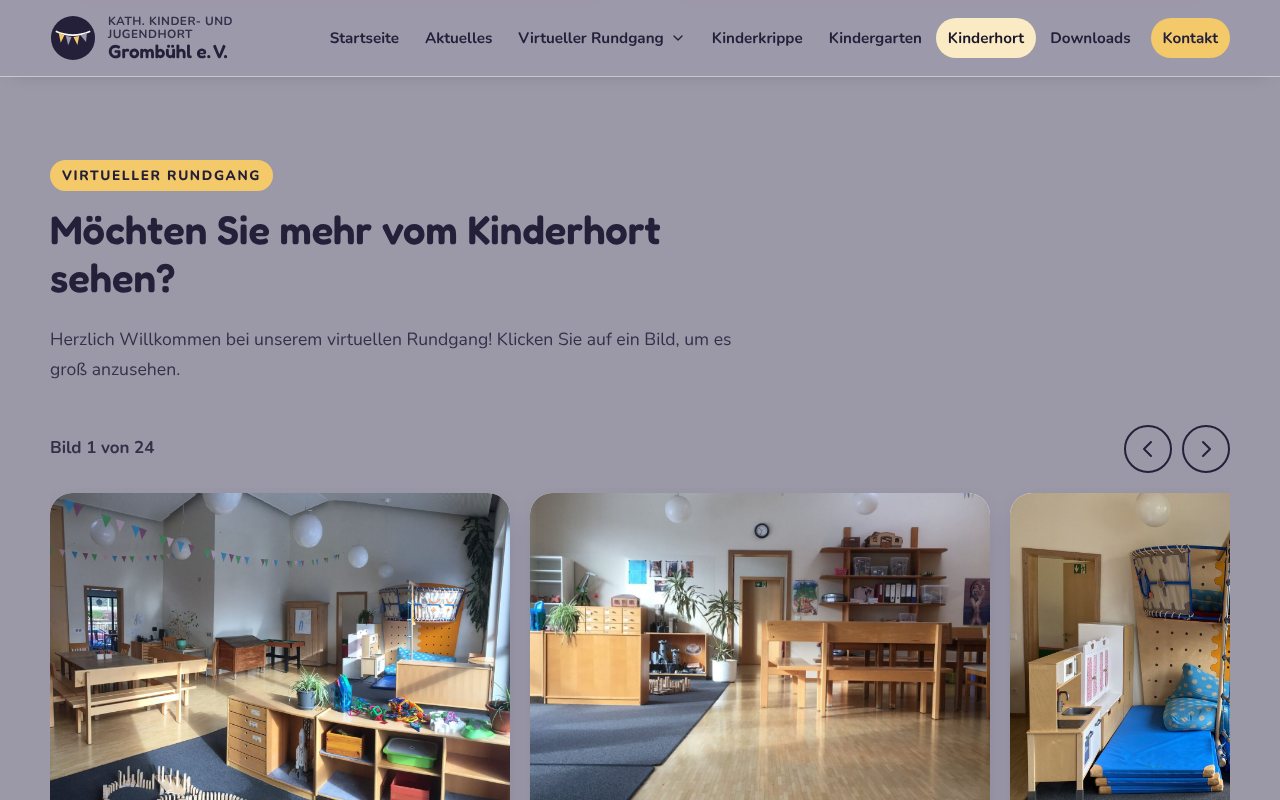 KATH. KINDER- UND
JUGENDHORT
Grombühl e.V.
Startseite
Aktuelles
Virtueller Rundgang
Kinderkrippe
Kindergarten
Kinderhort
Downloads
Kontakt
VIRTUELLER RUNDGANG
Möchten Sie mehr vom Kinderhort
sehen?
Herzlich Willkommen bei unserem virtuellen Rundgang! Klicken Sie auf ein Bild, um es
groß anzusehen.
Bild 1 von 24